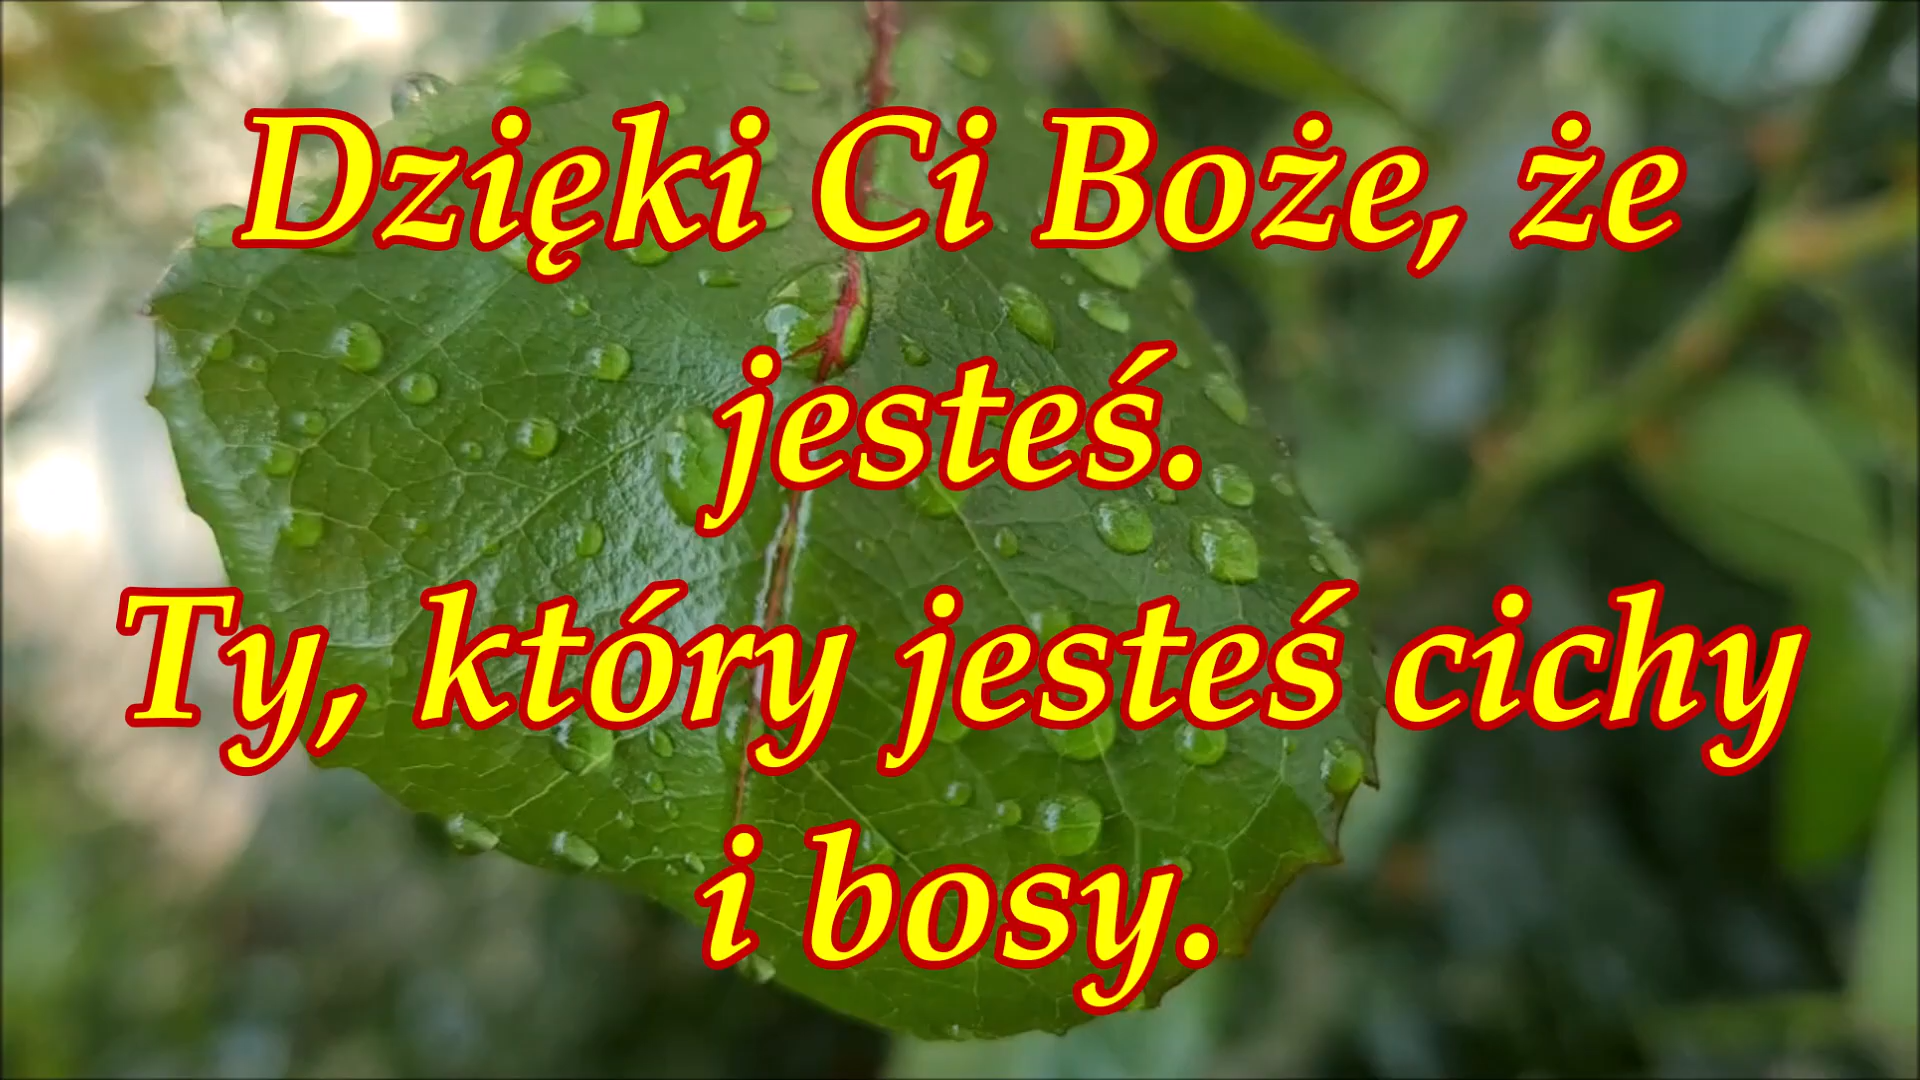 Dzięki Ci Boże, że
jesteś.
Ty, który jesteś cichy
i bosy.